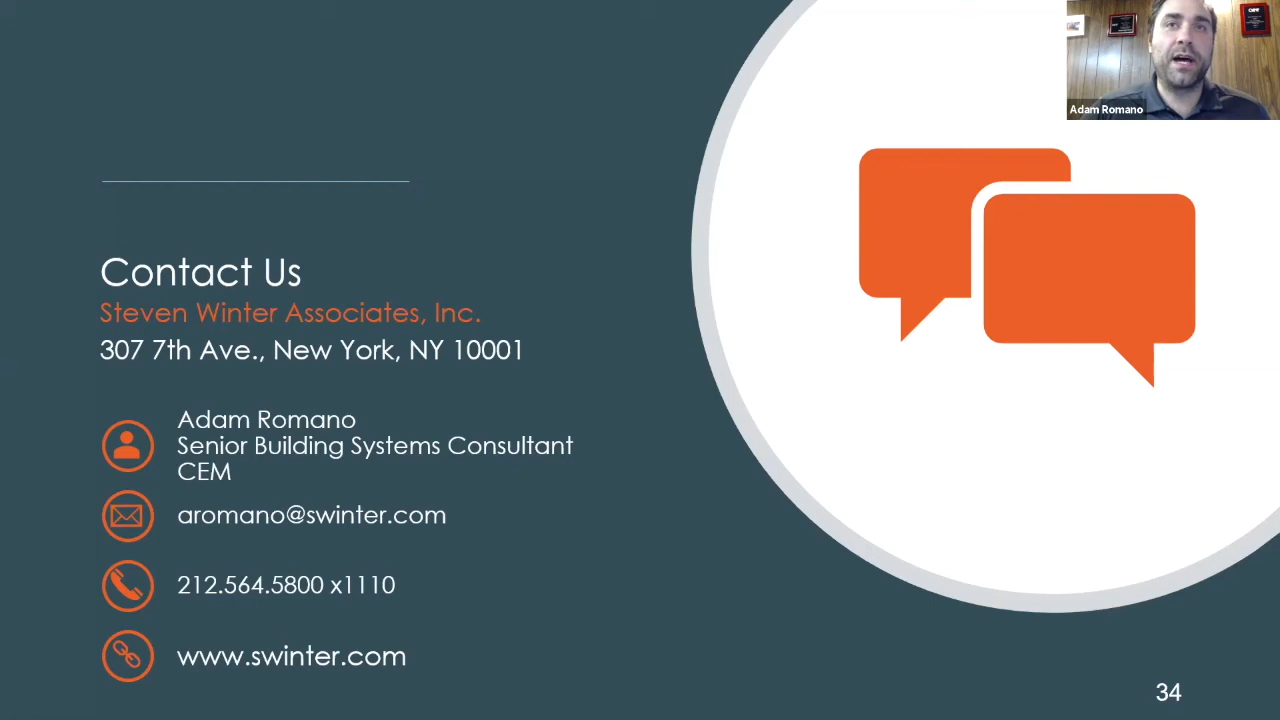 Adam Romano
Contact Us
Steven Winter Associates, Inc.
307 7th Ave., New York, NY 10001
Adam Romano
Senior Building Systems Consultant
CEM
aromano@swinter.com
212.564.5800 x1110
www.swinter.com
34